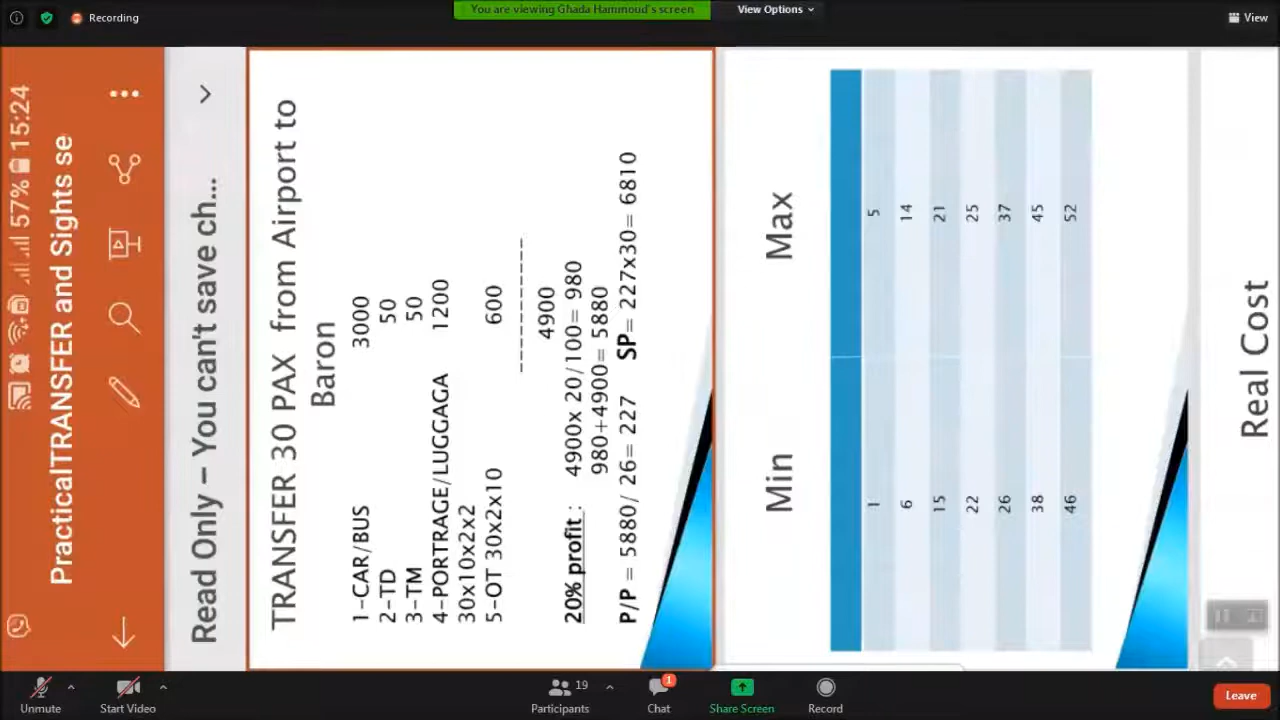 Recording
You are viewing Ghada Hammoud's screen
View Options
View
57% 15:24
PracticalTRANSFER and Sights se
Read Only – You can't save ch...
TRANSFER 30 PAX from Airport to
Baron
1-CAR/BUS 3000
2-TD 50
3-TM 50
4-PORTRAGE/LUGGAGA 1200
30x10x2x2
5-OT 30x2x10 600
---------
4900
20% profit : 4900x 20/100= 980
980+4900= 5880
P/P = 5880/ 26= 227 SP= 227x30= 6810
Min Max
1 5
6 14
15 21
22 25
26 37
38 45
46 52
Real Cost
Unmute
Start Video
19
Participants
1
Chat
Share Screen
Record
Leave